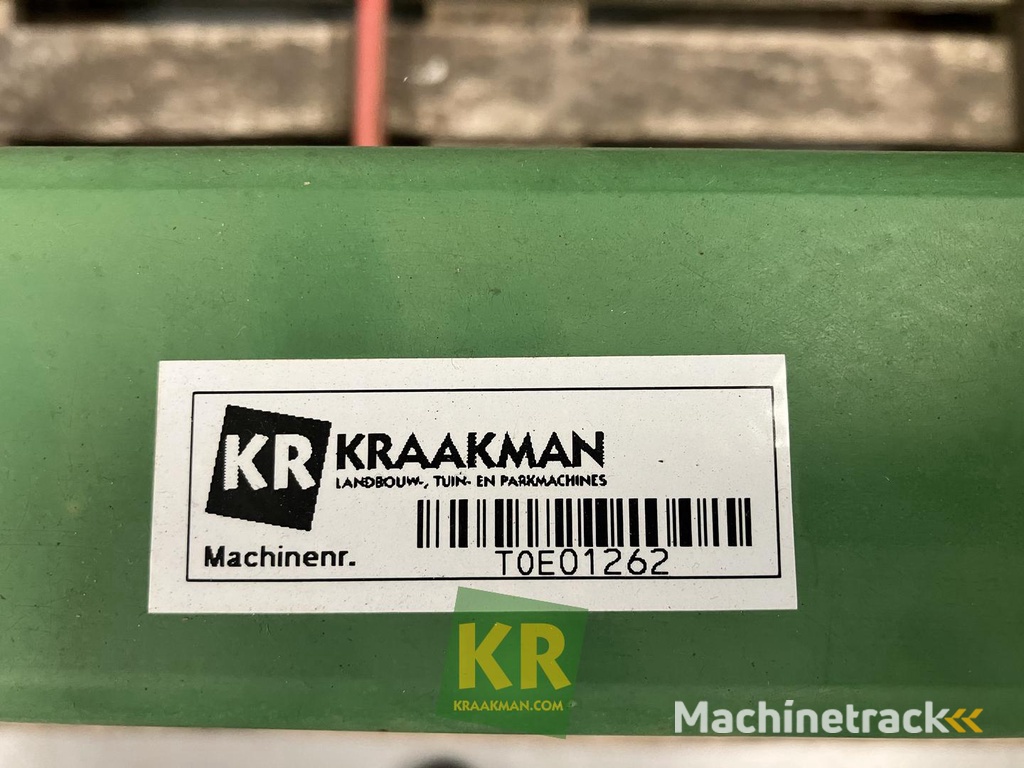 KR KRAAKMAN
LANDBOUW-, TUIN- EN PARKMACHINES
Machinenr.
T0E01262
KR
KRAAKMAN.COM
Machinetrack